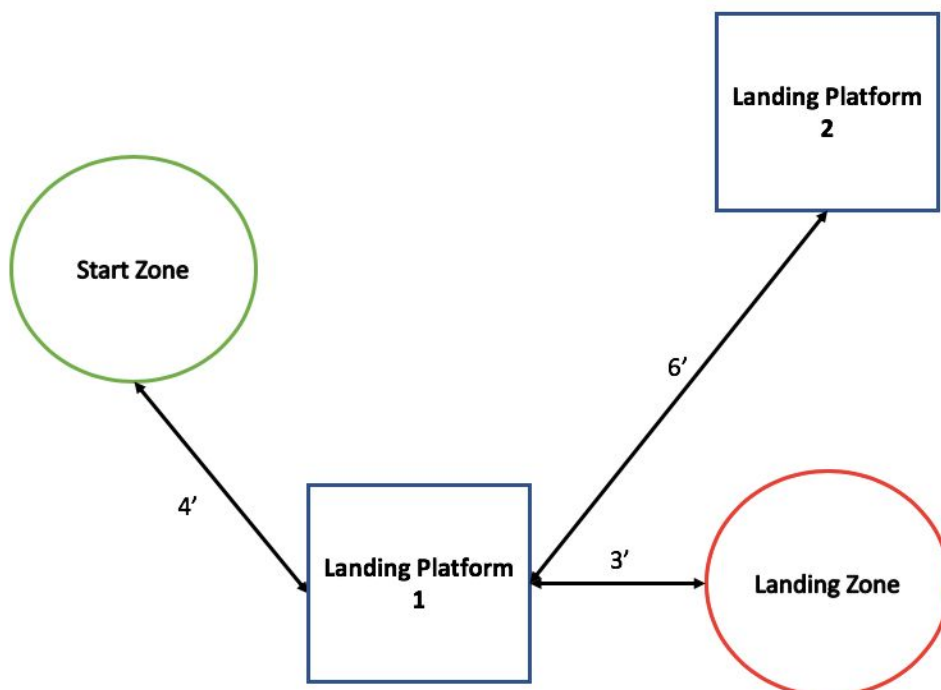 Landing Platform
2
Start Zone
6’
4’
3’
Landing Platform
1
Landing Zone